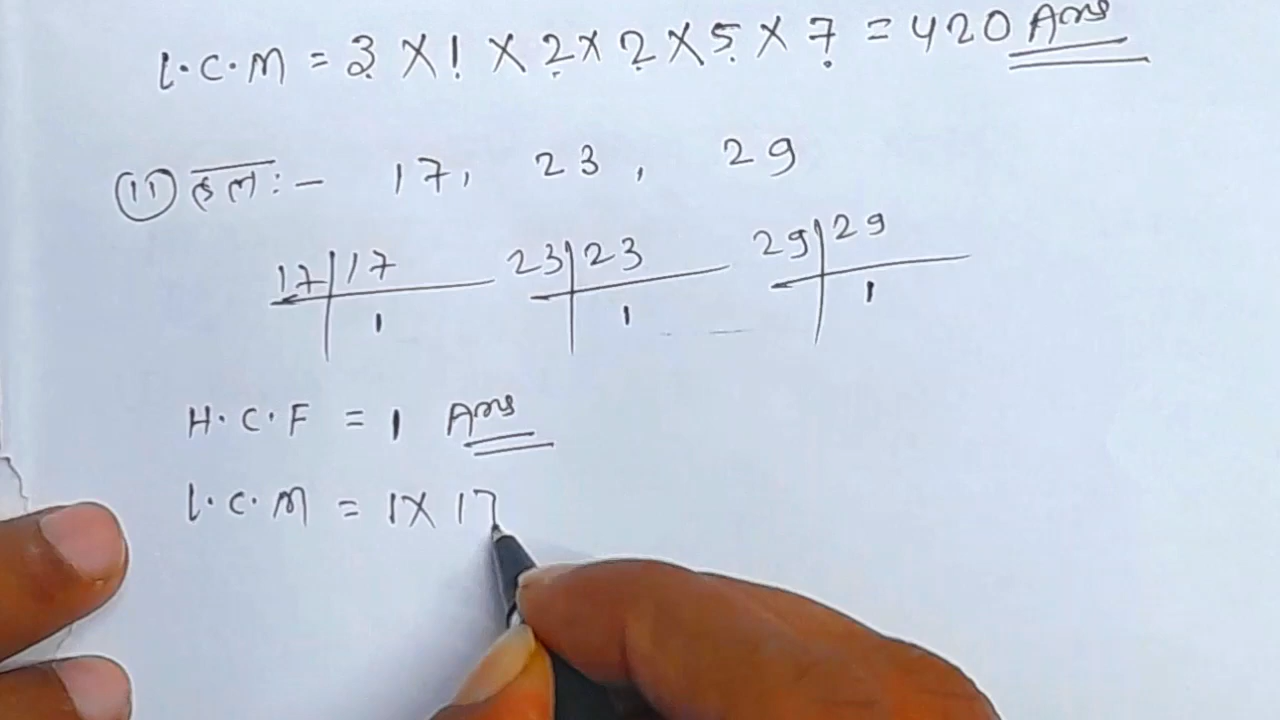 L.C.M = 3 × 1 × 2 × 2 × 5 × 7 = 420 Ans
(ii) हल :- 17, 23, 29
17 | 17 23 | 23 29 | 29
1 1 1
H.C.F = 1 Ans
L.C.M = 1 × 17